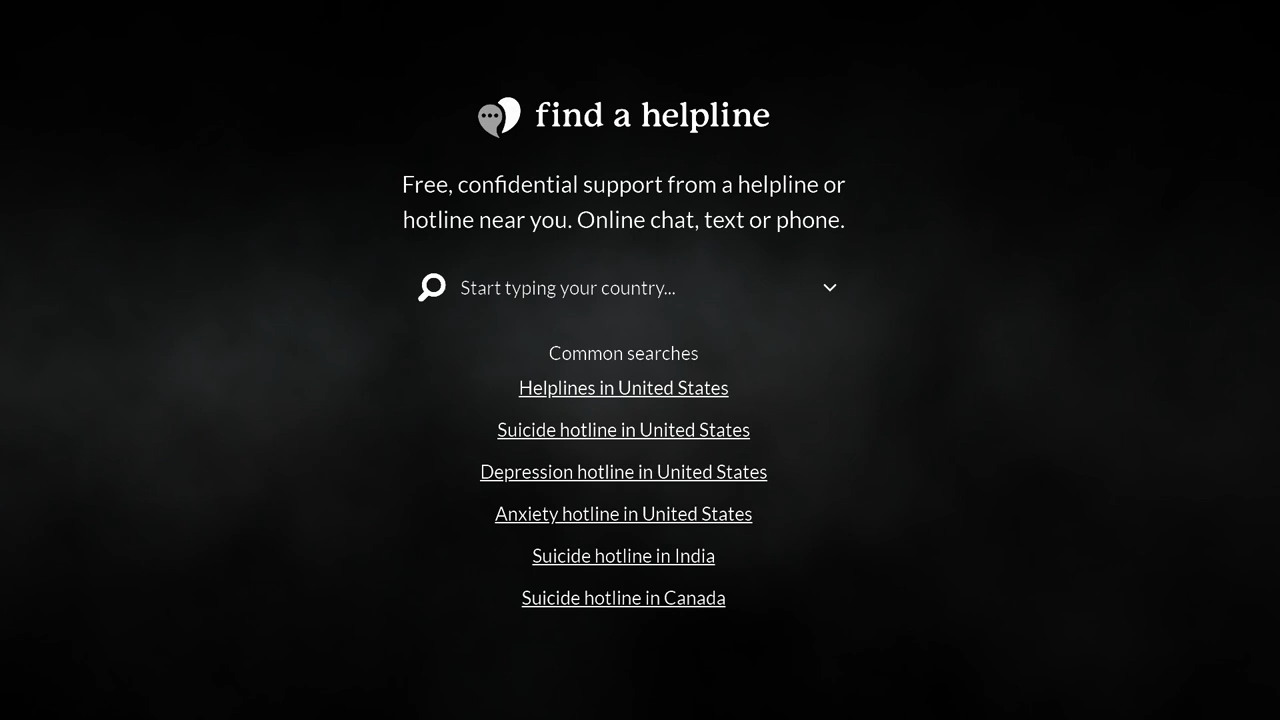 find a helpline
Free, confidential support from a helpline or
hotline near you. Online chat, text or phone.
Start typing your country...
Common searches
Helplines in United States
Suicide hotline in United States
Depression hotline in United States
Anxiety hotline in United States
Suicide hotline in India
Suicide hotline in Canada